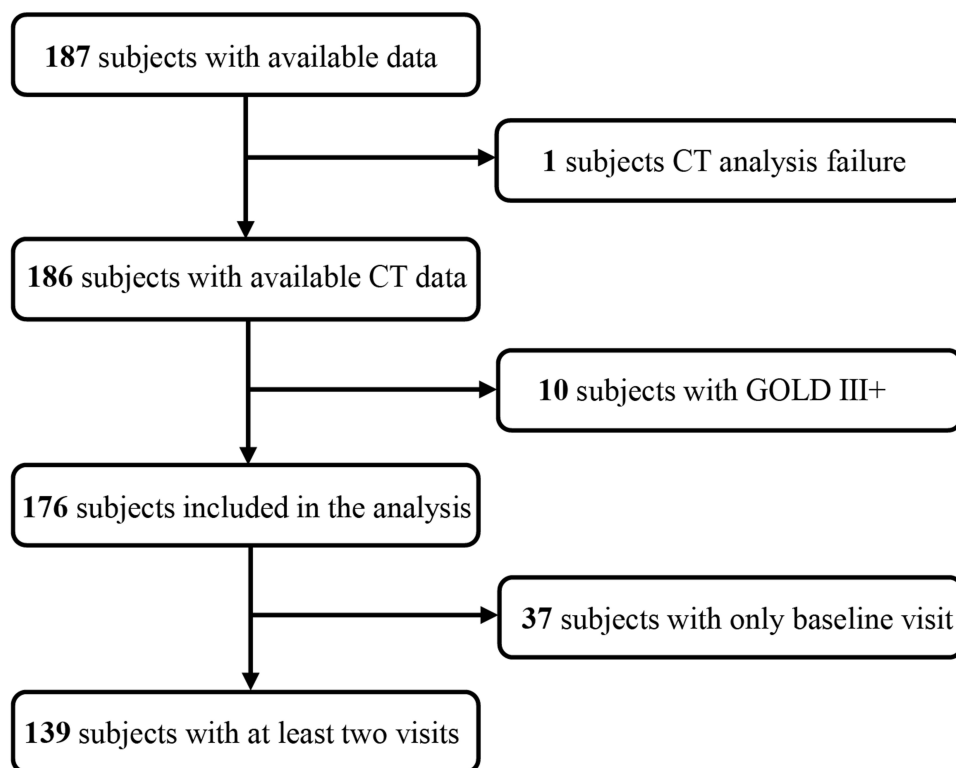 187 subjects with available data
1 subjects CT analysis failure
186 subjects with available CT data
10 subjects with GOLD III+
176 subjects included in the analysis
37 subjects with only baseline visit
139 subjects with at least two visits